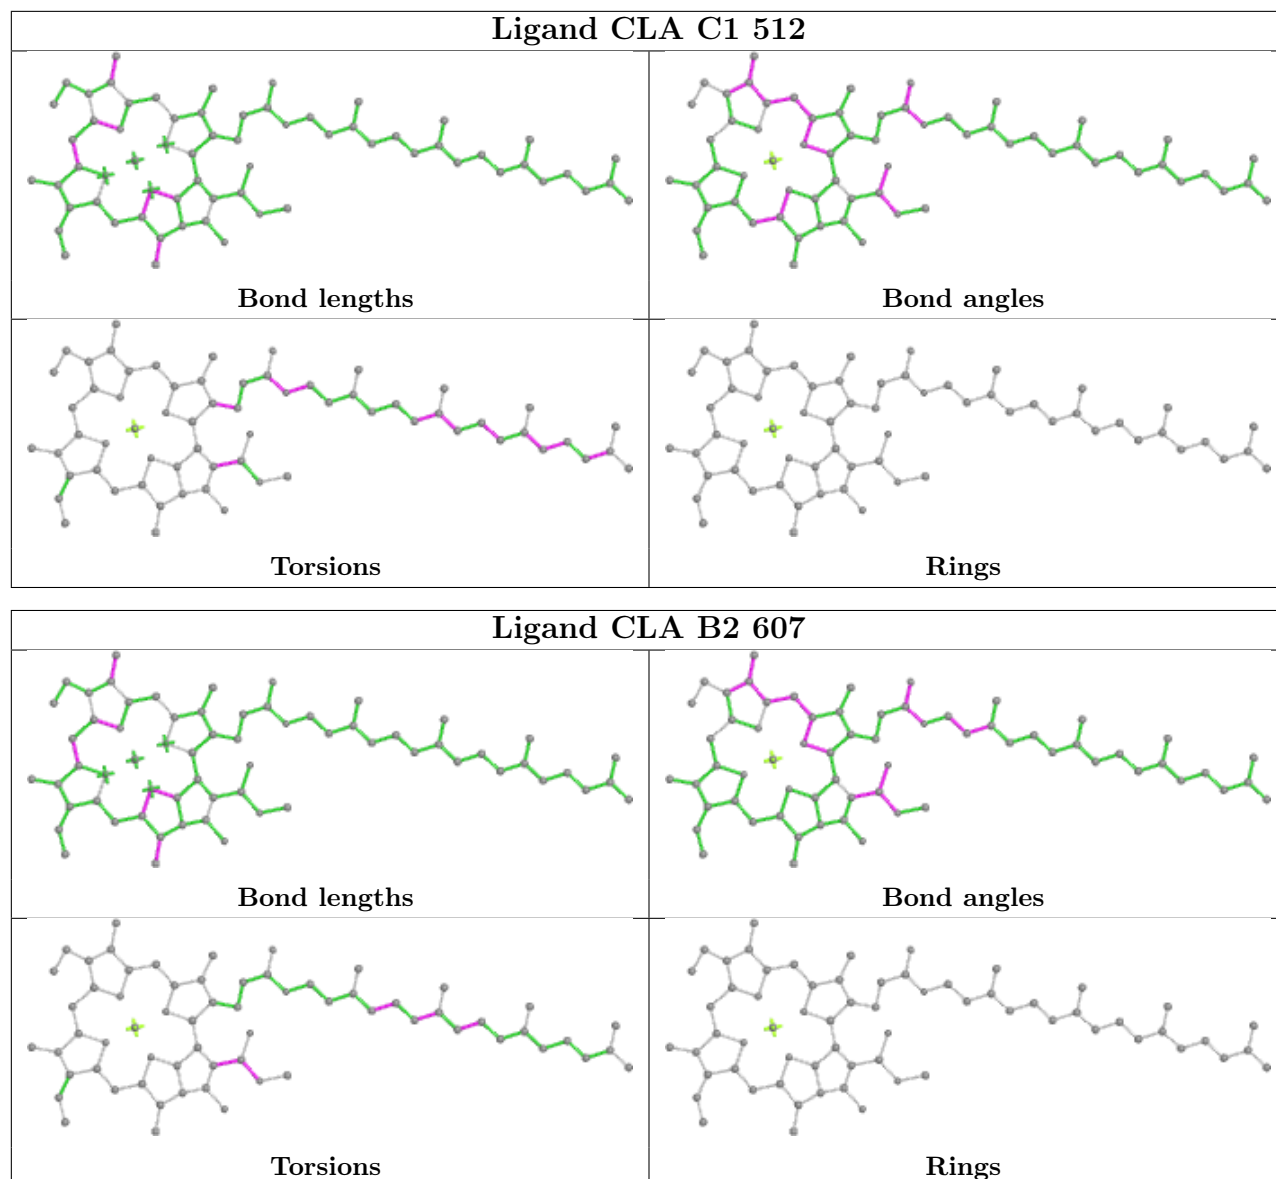 Ligand CLA C1 512
Bond lengths
Bond angles
Torsions
Rings
Ligand CLA B2 607
Bond lengths
Bond angles
Torsions
Rings